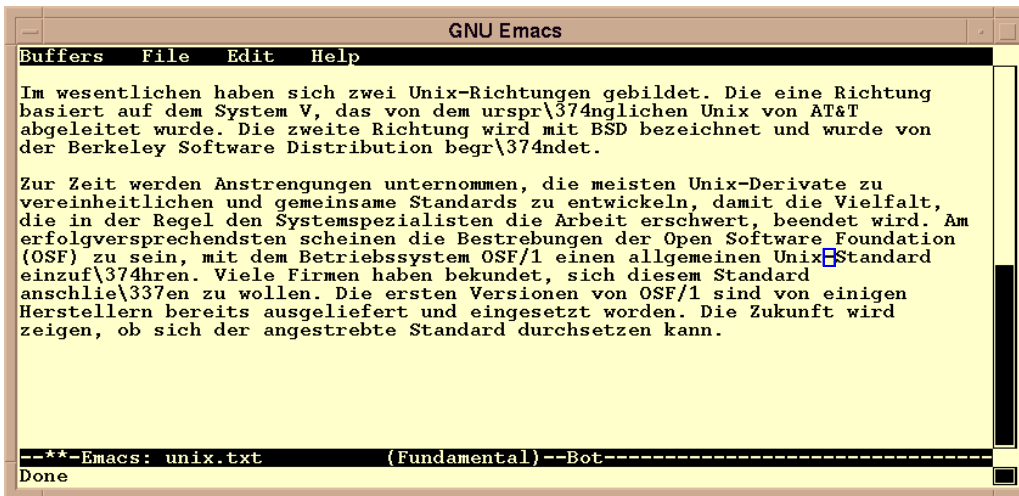 GNU Emacs
Buffers File Edit Help
Im wesentlichen haben sich zwei Unix-Richtungen gebildet. Die eine Richtung
basiert auf dem System V, das von dem urspr\374nglichen Unix von AT&T
abgeleitet wurde. Die zweite Richtung wird mit BSD bezeichnet und wurde von
der Berkeley Software Distribution begr\374ndet.
Zur Zeit werden Anstrengungen unternommen, die meisten Unix-Derivate zu
vereinheitlichen und gemeinsame Standards zu entwickeln, damit die Vielfalt,
die in der Regel den Systemspezialisten die Arbeit erschwert, beendet wird. Am
erfolgversprechendsten scheinen die Bestrebungen der Open Software Foundation
(OSF) zu sein, mit dem Betriebssystem OSF/1 einen allgemeinen Unix-Standard
einzuf\374hren. Viele Firmen haben bekundet, sich diesem Standard
anschlie\337en zu wollen. Die ersten Versionen von OSF/1 sind von einigen
Herstellern bereits ausgeliefert und eingesetzt worden. Die Zukunft wird
zeigen, ob sich der angestrebte Standard durchsetzen kann.
--**-Emacs: unix.txt (Fundamental)--Bot--------------------------------
Done